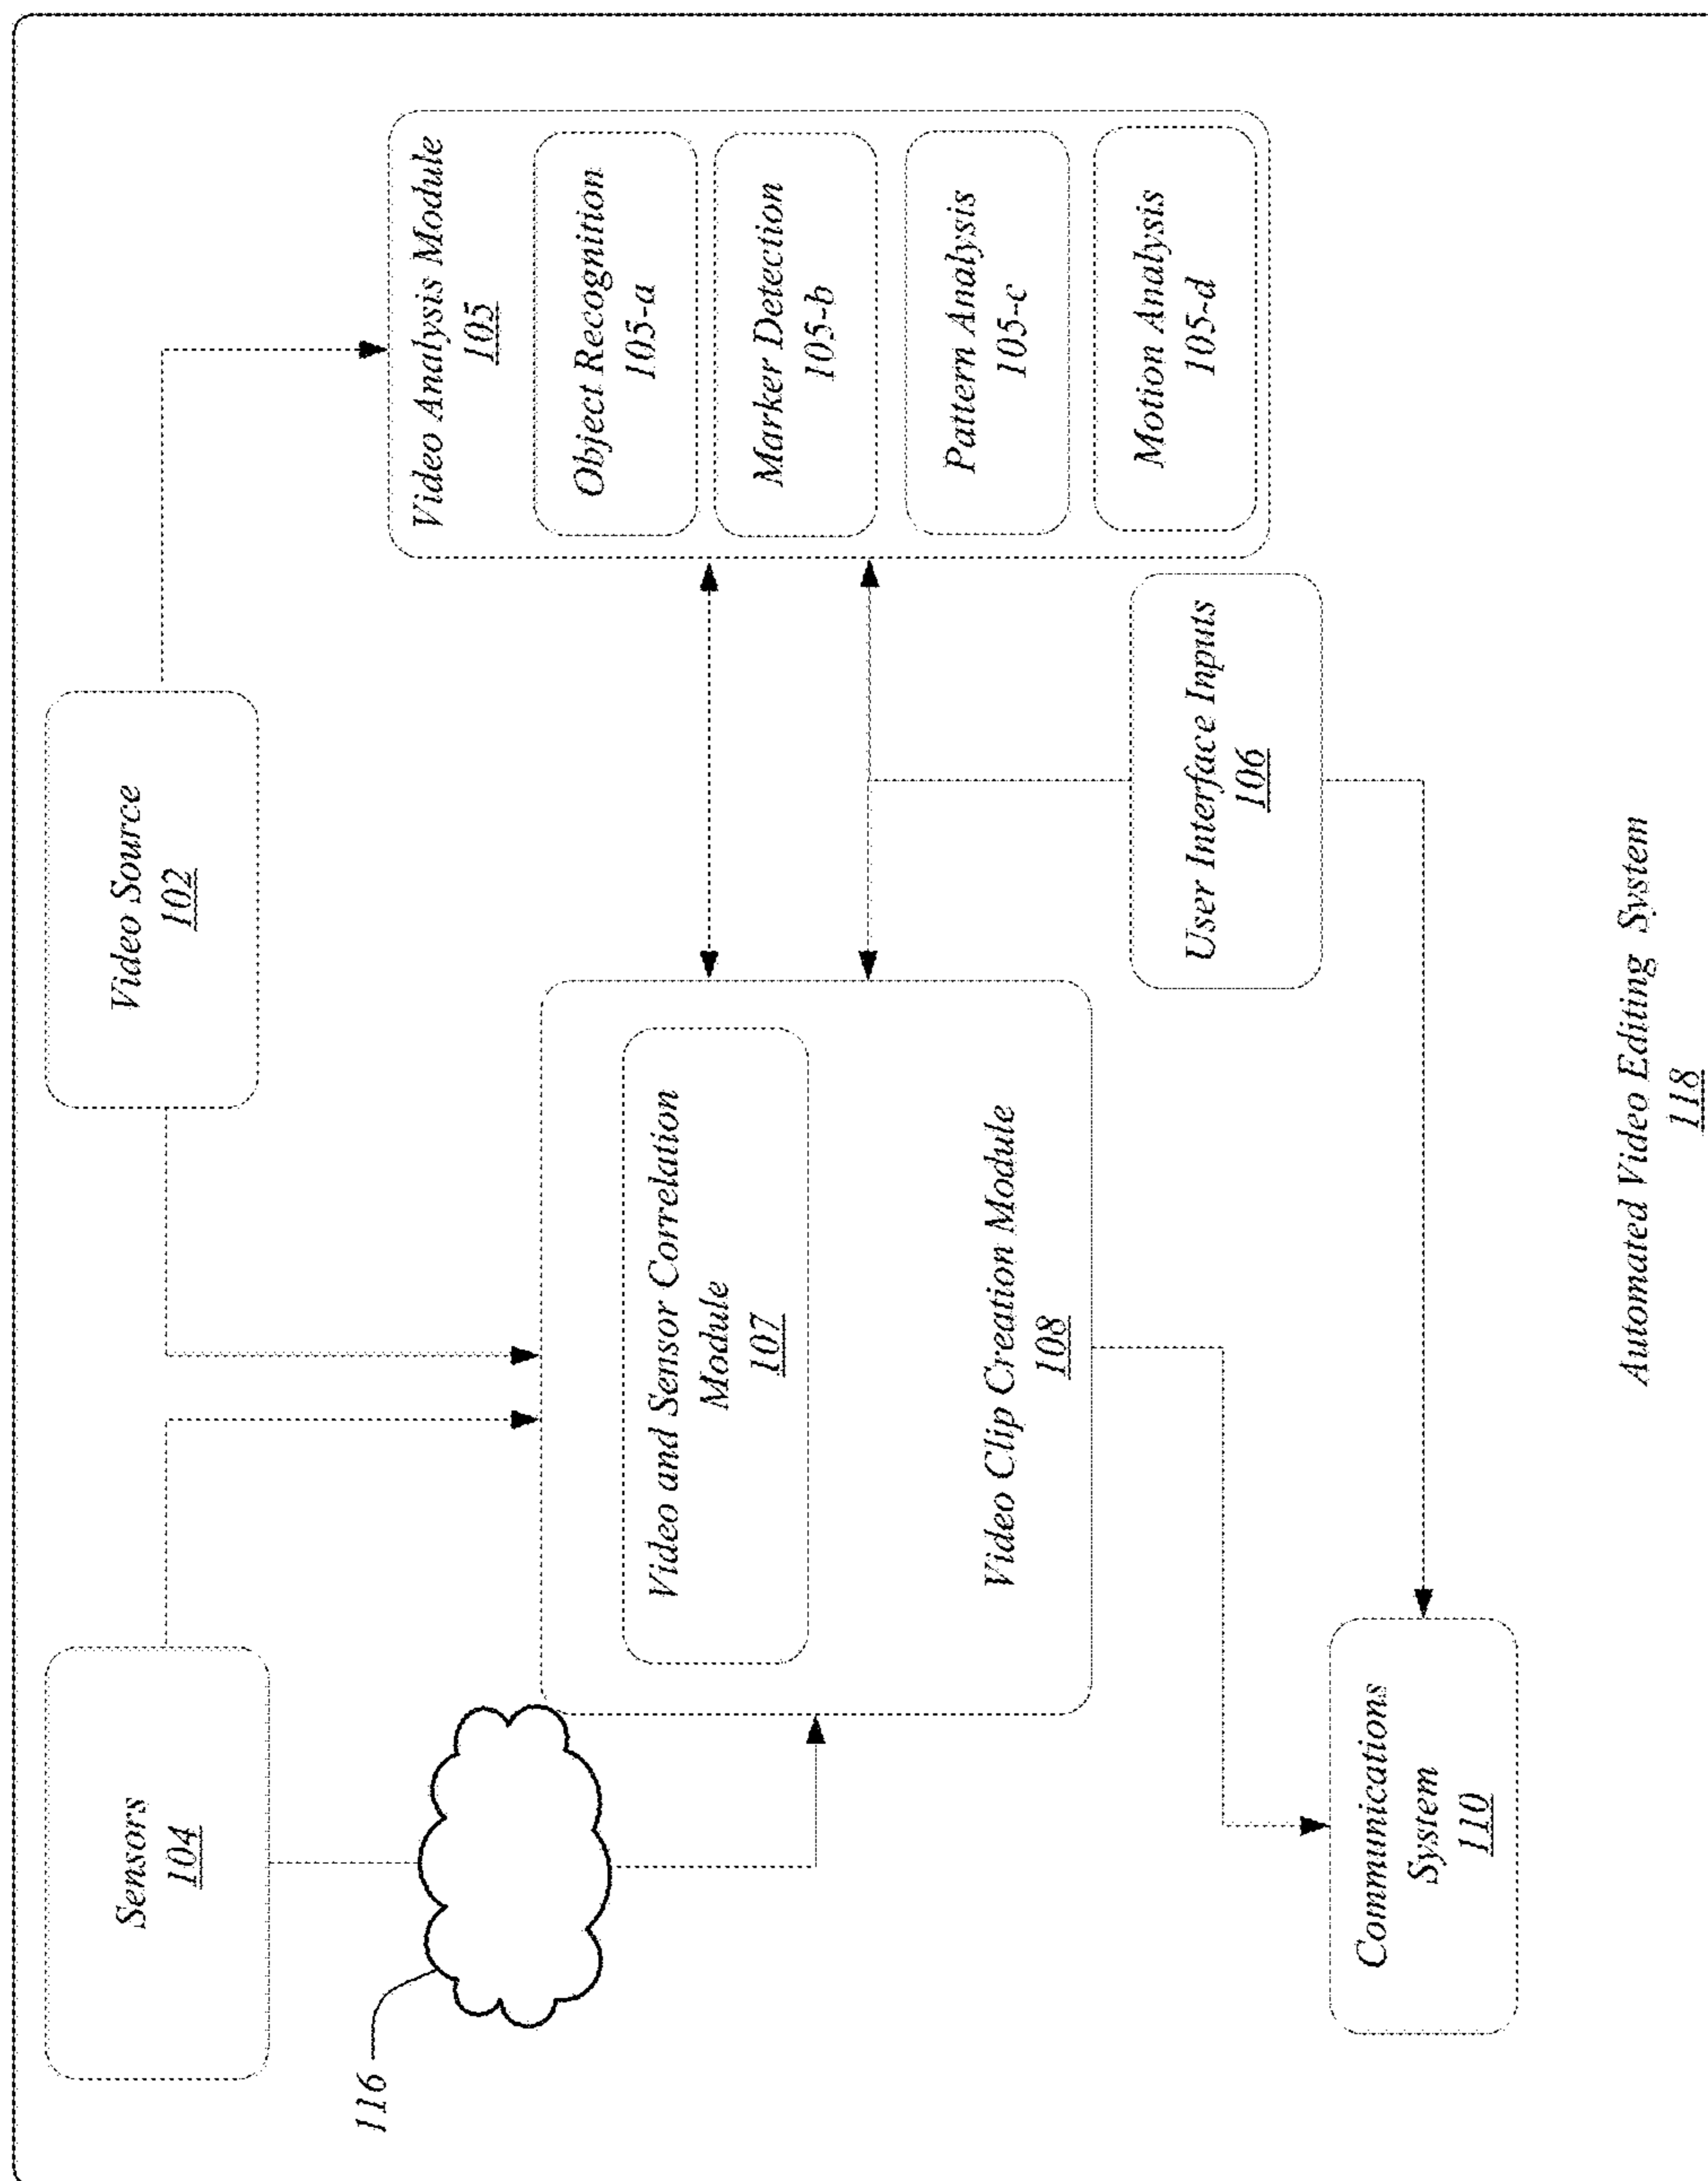 Sensors
104
Video Source
102
116
Video and Sensor Correlation
Module
107
Video Clip Creation Module
108
Video Analysis Module
105
Object Recognition
105-a
Marker Detection
105-b
Pattern Analysis
105-c
Motion Analysis
105-d
User Interface Inputs
106
Communications
System
110
Automated Video Editing System
118